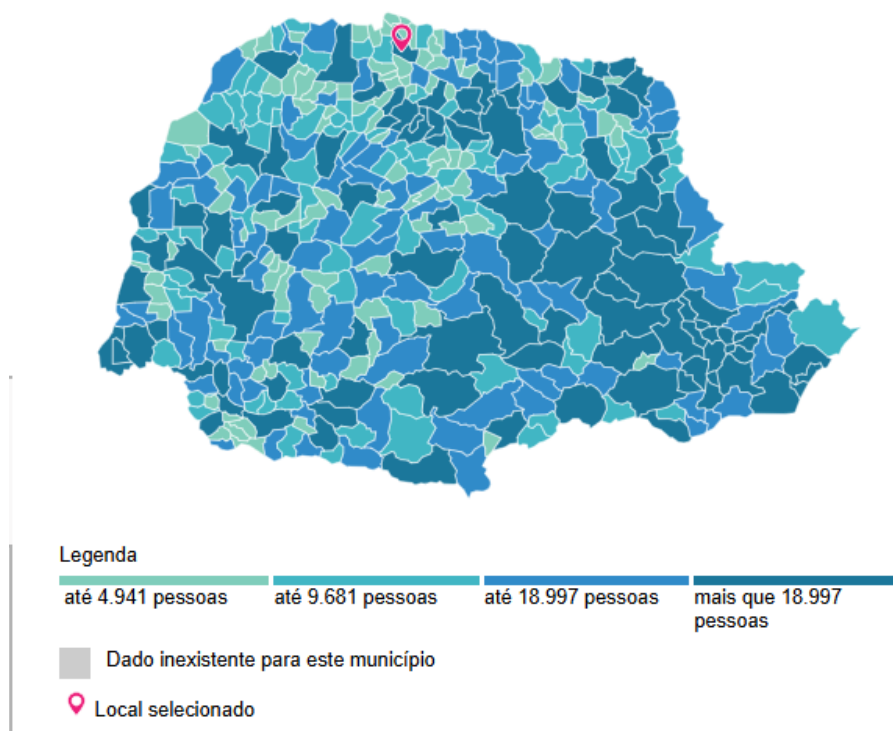 Legenda
até 4.941 pessoas
até 9.681 pessoas
até 18.997 pessoas
mais que 18.997
pessoas
Dado inexistente para este município
Local selecionado